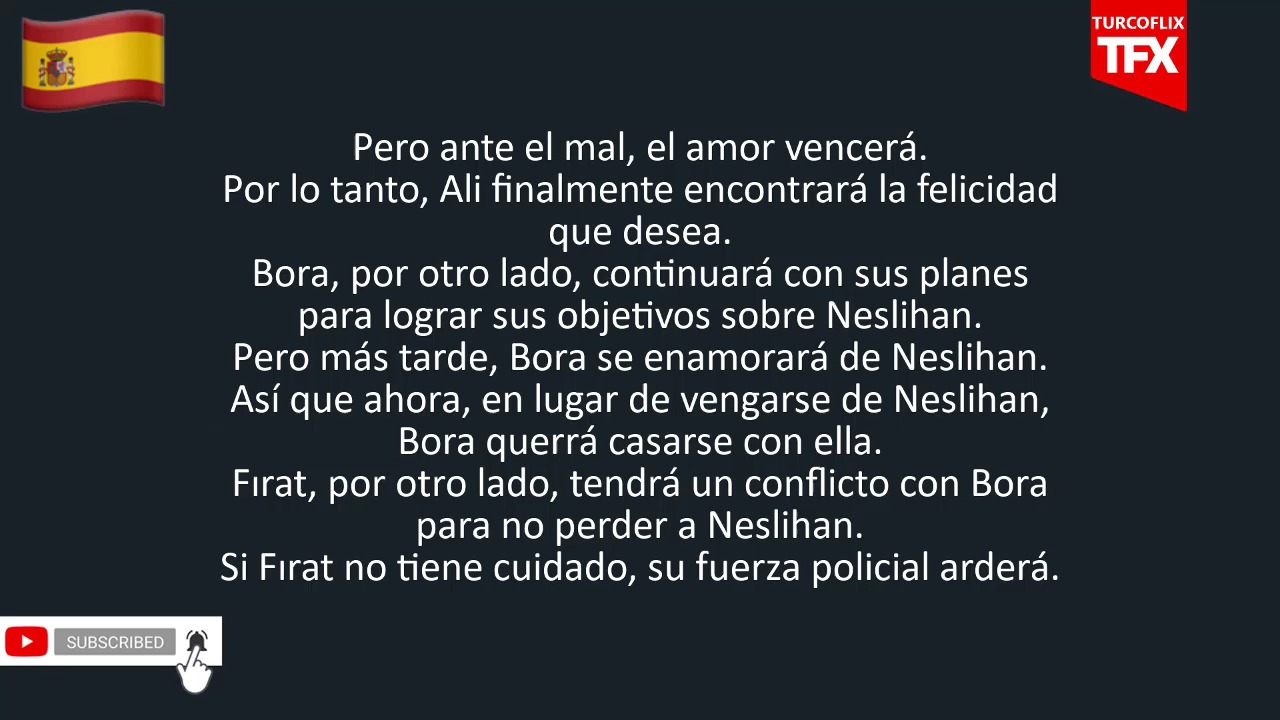 TURCOFLIX
TFX
Pero ante el mal, el amor vencerá.
Por lo tanto, Ali finalmente encontrará la felicidad
que desea.
Bora, por otro lado, continuará con sus planes
para lograr sus objetivos sobre Neslihan.
Pero más tarde, Bora se enamorará de Neslihan.
Así que ahora, en lugar de vengarse de Neslihan,
Bora querrá casarse con ella.
Fırat, por otro lado, tendrá un conflicto con Bora
para no perder a Neslihan.
Si Fırat no tiene cuidado, su fuerza policial arderá.
SUBSCRIBED